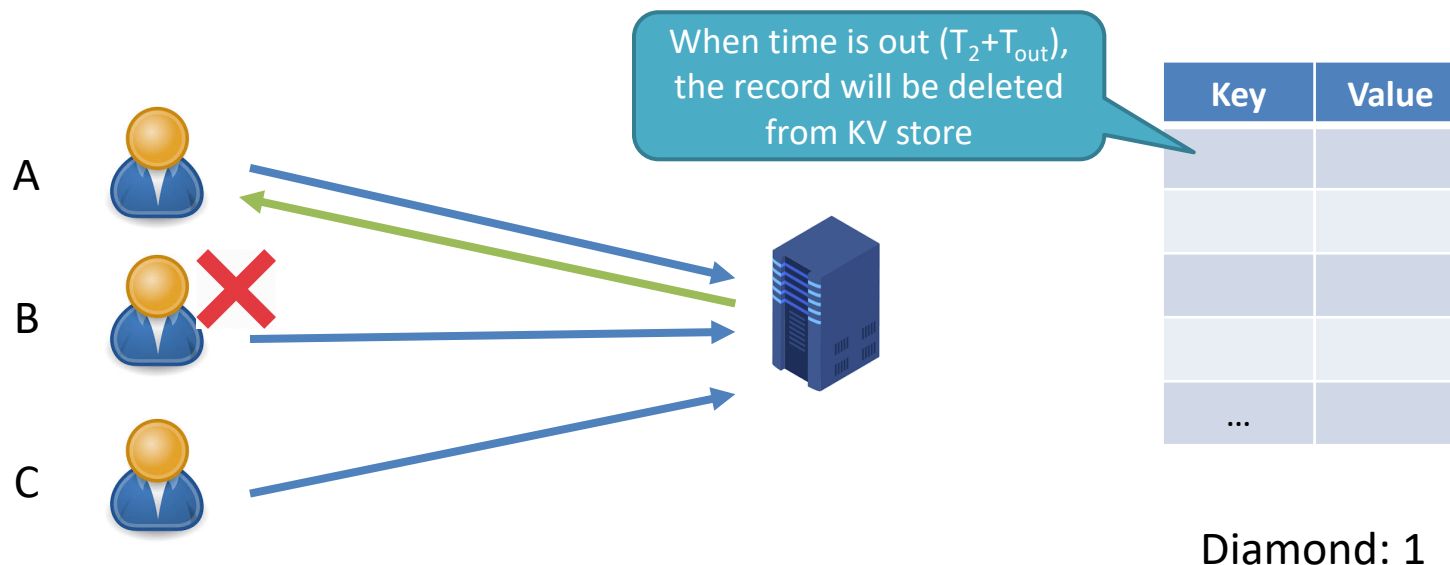 When time is out (T₂+Tout),
the record will be deleted
from KV store
Key Value
A
B
C
...
Diamond: 1